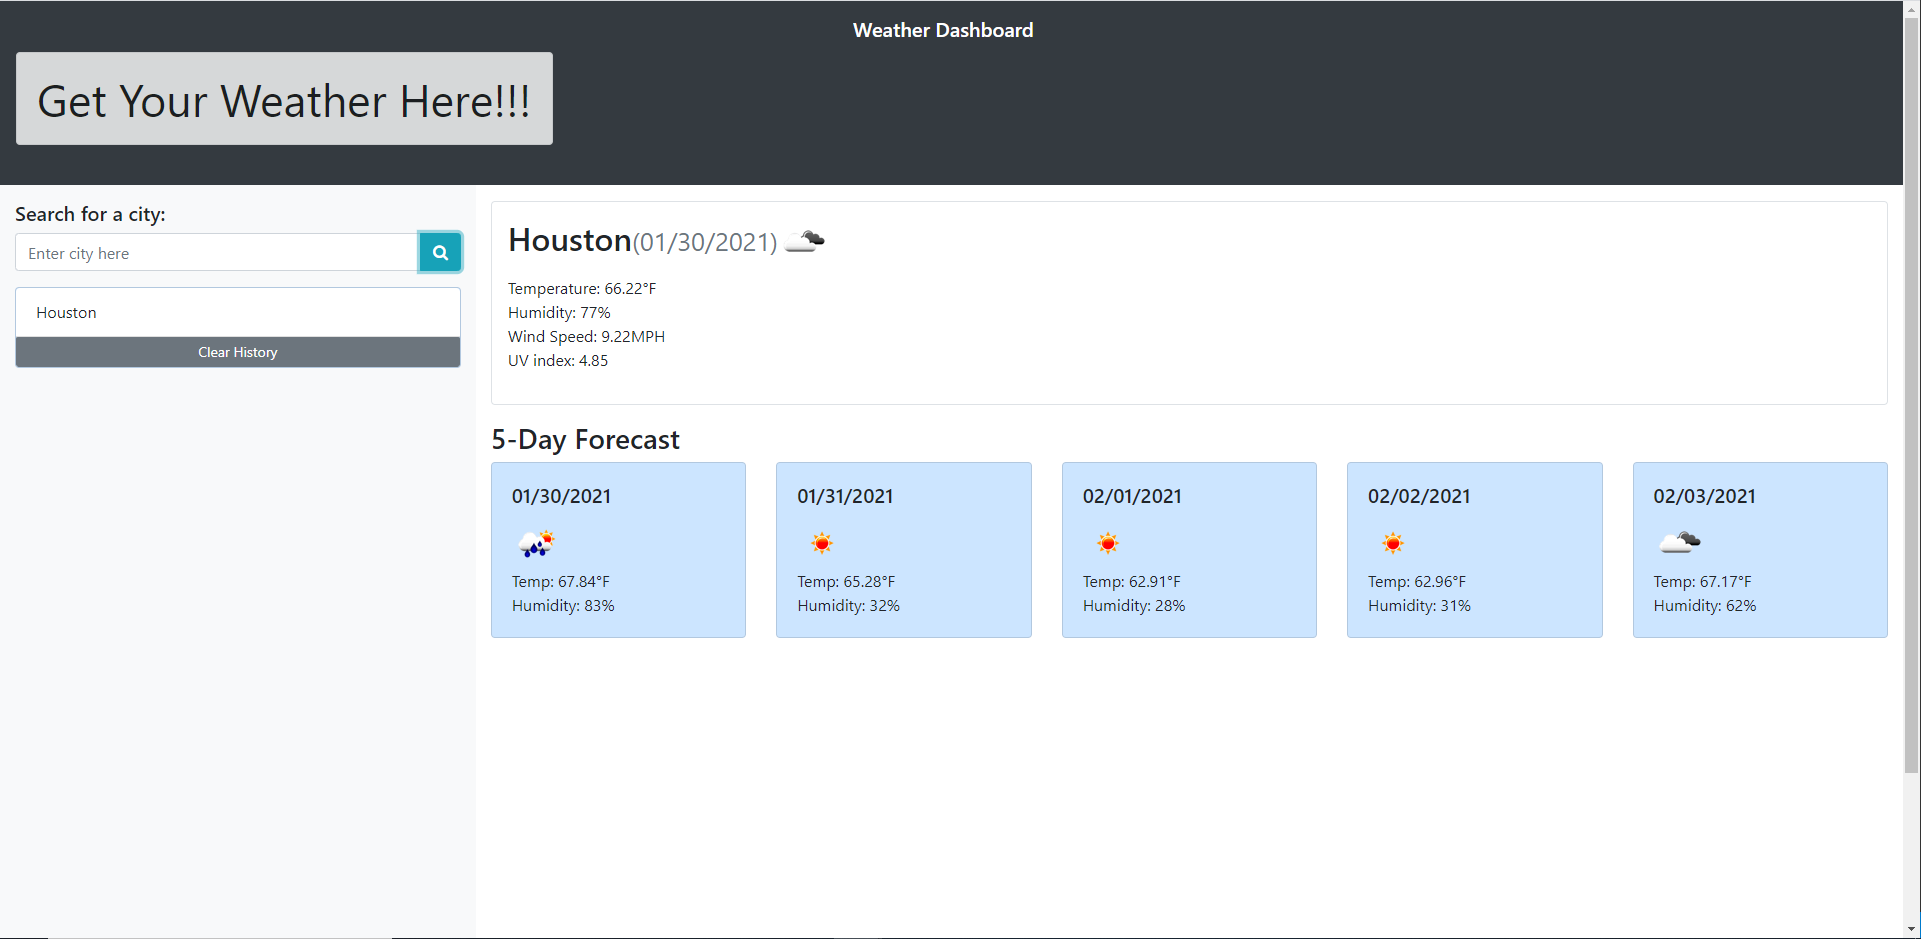 Weather Dashboard
Get Your Weather Here!!!
Search for a city:
Enter city here
Houston
Clear History
Houston(01/30/2021)
Temperature: 66.22°F
Humidity: 77%
Wind Speed: 9.22MPH
UV index: 4.85
5-Day Forecast
01/30/2021
Temp: 67.84°F
Humidity: 83%
01/31/2021
Temp: 65.28°F
Humidity: 32%
02/01/2021
Temp: 62.91°F
Humidity: 28%
02/02/2021
Temp: 62.96°F
Humidity: 31%
02/03/2021
Temp: 67.17°F
Humidity: 62%